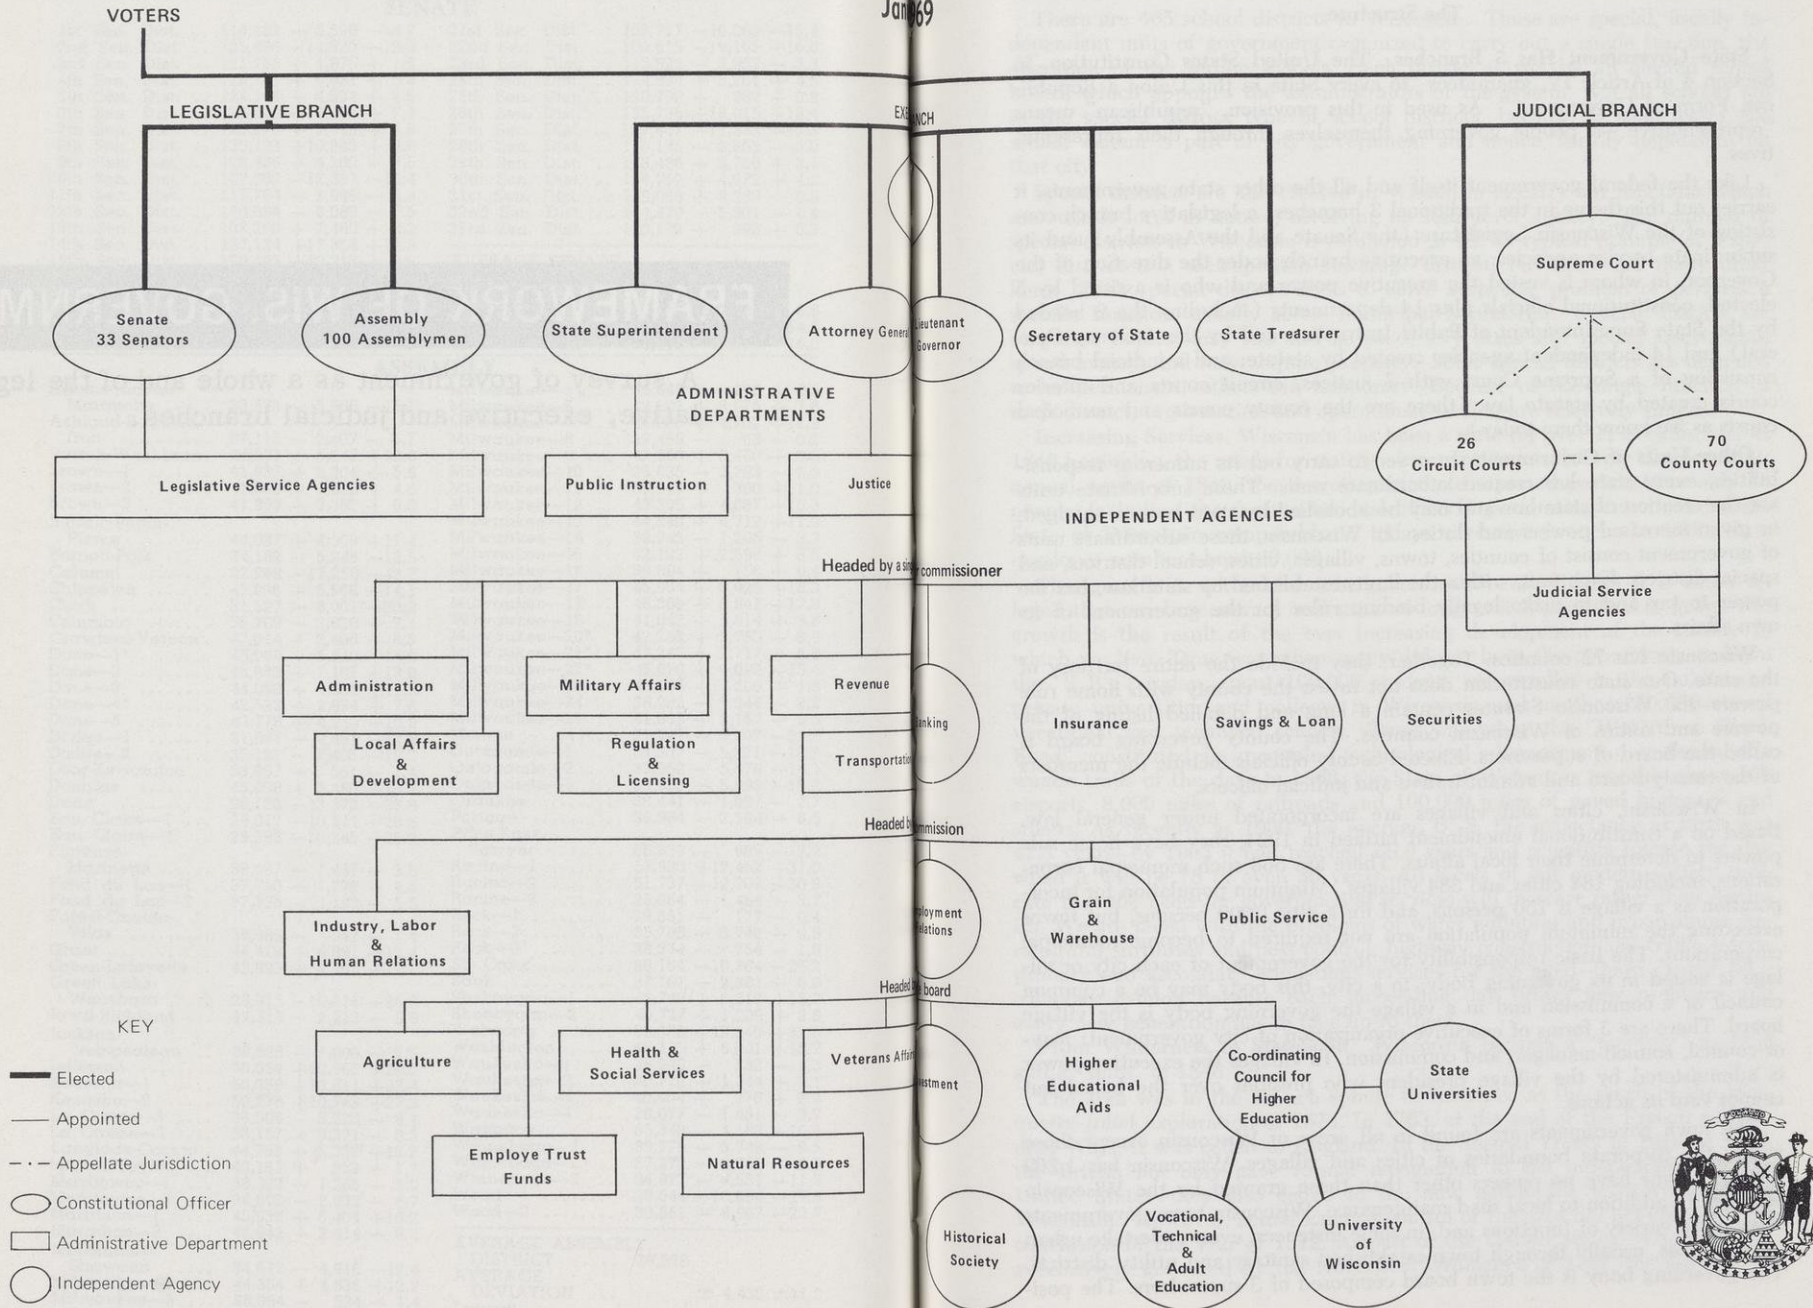 VOTERS
LEGISLATIVE BRANCH
JUDICIAL BRANCH
Senate
33 Senators
Assembly
100 Assemblymen
State Superintendent
Attorney General
Lieutenant
Governor
Secretary of State
State Treasurer
Supreme Court
26
Circuit Courts
70
County Courts
ADMINISTRATIVE
DEPARTMENTS
Legislative Service Agencies
Public Instruction
Justice
INDEPENDENT AGENCIES
Judicial Service
Agencies
Headed by a
commissioner
Administration
Military Affairs
Revenue
Local Affairs
&
Development
Regulation
&
Licensing
Insurance
Savings & Loan
Securities
Headed
Industry, Labor
&
Human Relations
Grain
&
Warehouse
Public Service
Headed
board
Agriculture
Health &
Social Services
Veterans
Employe Trust
Funds
Natural Resources
Higher
Educational
Aids
Co-ordinating
Council for
Higher
Education
State
Universities
Historical
Society
Vocational,
Technical
&
Adult
Education
University
of
Wisconsin
KEY
Elected
Appointed
Appellate Jurisdiction
Constitutional Officer
Administrative Department
Independent Agency